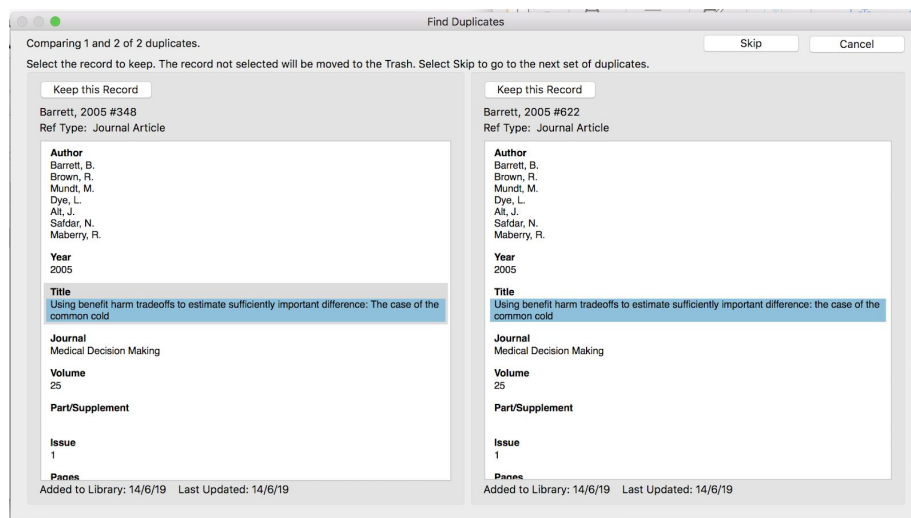 Find Duplicates
Comparing 1 and 2 of 2 duplicates.
Skip
Cancel
Select the record to keep. The record not selected will be moved to the Trash. Select Skip to go to the next set of duplicates.
Keep this Record
Barrett, 2005 #348
Ref Type: Journal Article
Author
Barrett, B.
Brown, R.
Mundt, M.
Dye, L.
Alt, J.
Safdar, N.
Maberry, R.
Year
2005
Title
Using benefit harm tradeoffs to estimate sufficiently important difference: The case of the
common cold
Journal
Medical Decision Making
Volume
25
Part/Supplement
Issue
1
Pages
Added to Library: 14/6/19 Last Updated: 14/6/19
Keep this Record
Barrett, 2005 #622
Ref Type: Journal Article
Author
Barrett, B.
Brown, R.
Mundt, M.
Dye, L.
Alt, J.
Safdar, N.
Maberry, R.
Year
2005
Title
Using benefit harm tradeoffs to estimate sufficiently important difference: the case of the
common cold
Journal
Medical Decision Making
Volume
25
Part/Supplement
Issue
1
Pages
Added to Library: 14/6/19 Last Updated: 14/6/19